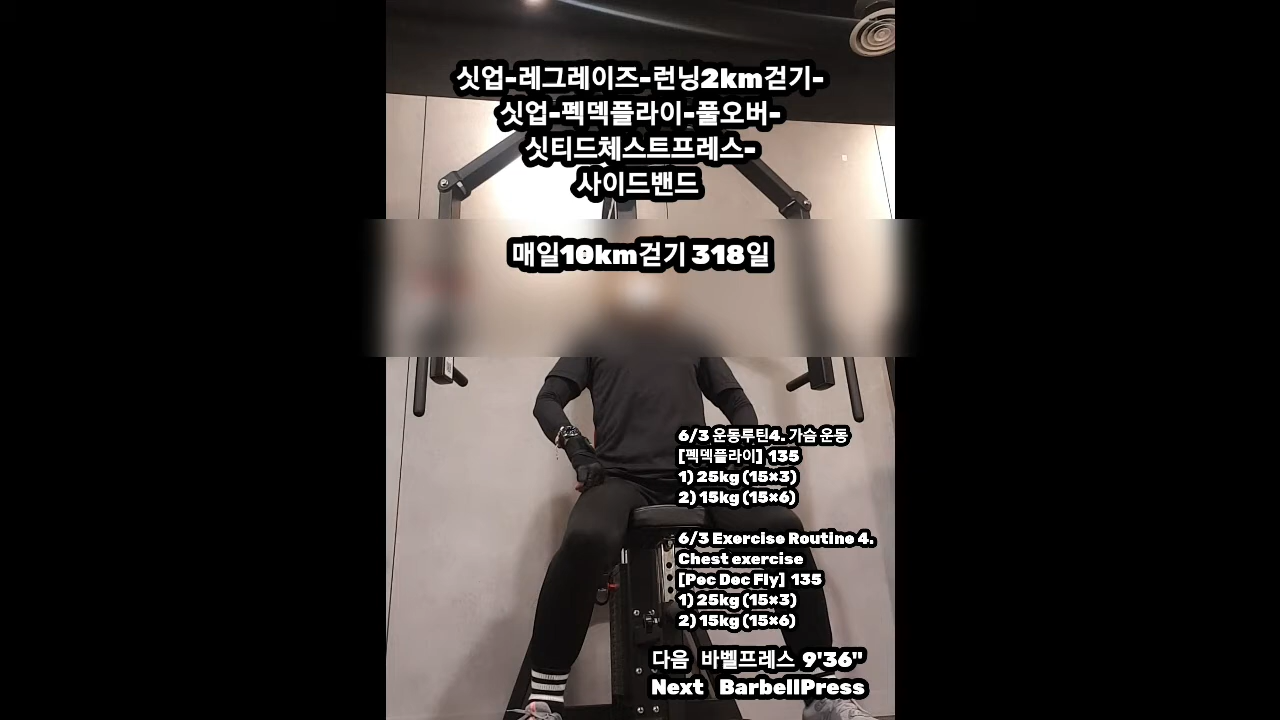 싯업-레그레이즈-런닝2km걷기-
싯업-펙덱플라이-풀오버-
싯티드체스트프레스-
사이드밴드
매일10km걷기 318일
6/3 운동루틴4. 가슴 운동
[펙덱플라이] 135
1) 25kg (15×3)
2) 15kg (15×6)
6/3 Exercise Routine 4.
Chest exercise
[Pec Dec Fly] 135
1) 25kg (15×3)
2) 15kg (15×6)
다음 바벨프레스 9'36"
Next BarbellPress